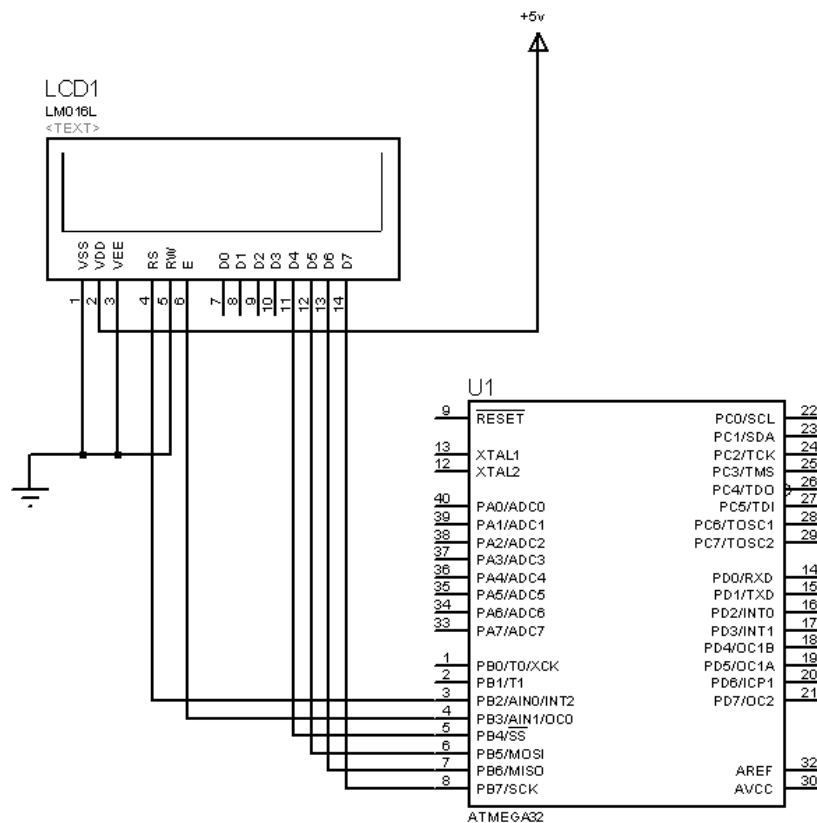 +5v
LCD1
LM016L
<TEXT>
VSS VDD VEE RS RW E D0 D1 D2 D3 D4 D5 D6 D7
1 2 3 4 5 6 7 8 9 10 11 12 13 14
U1
9 RESET PC0/SCL 22
PC1/SDA 23
13 XTAL1 PC2/TCK 24
12 XTAL2 PC3/TMS 25
PC4/TDO 26
40 PA0/ADC0 PC5/TDI 27
39 PA1/ADC1 PC6/TOSC1 28
38 PA2/ADC2 PC7/TOSC2 29
37 PA3/ADC3
36 PA4/ADC4 PD0/RXD 14
35 PA5/ADC5 PD1/TXD 15
34 PA6/ADC6 PD2/INT0 16
33 PA7/ADC7 PD3/INT1 17
PD4/OC1B 18
1 PB0/T0/XCK PD5/OC1A 19
2 PB1/T1 PD6/ICP1 20
3 PB2/AIN0/INT2 PD7/OC2 21
4 PB3/AIN1/OC0
5 PB4/SS
6 PB5/MOSI
7 PB6/MISO AREF 32
8 PB7/SCK AVCC 30
ATMEGA32